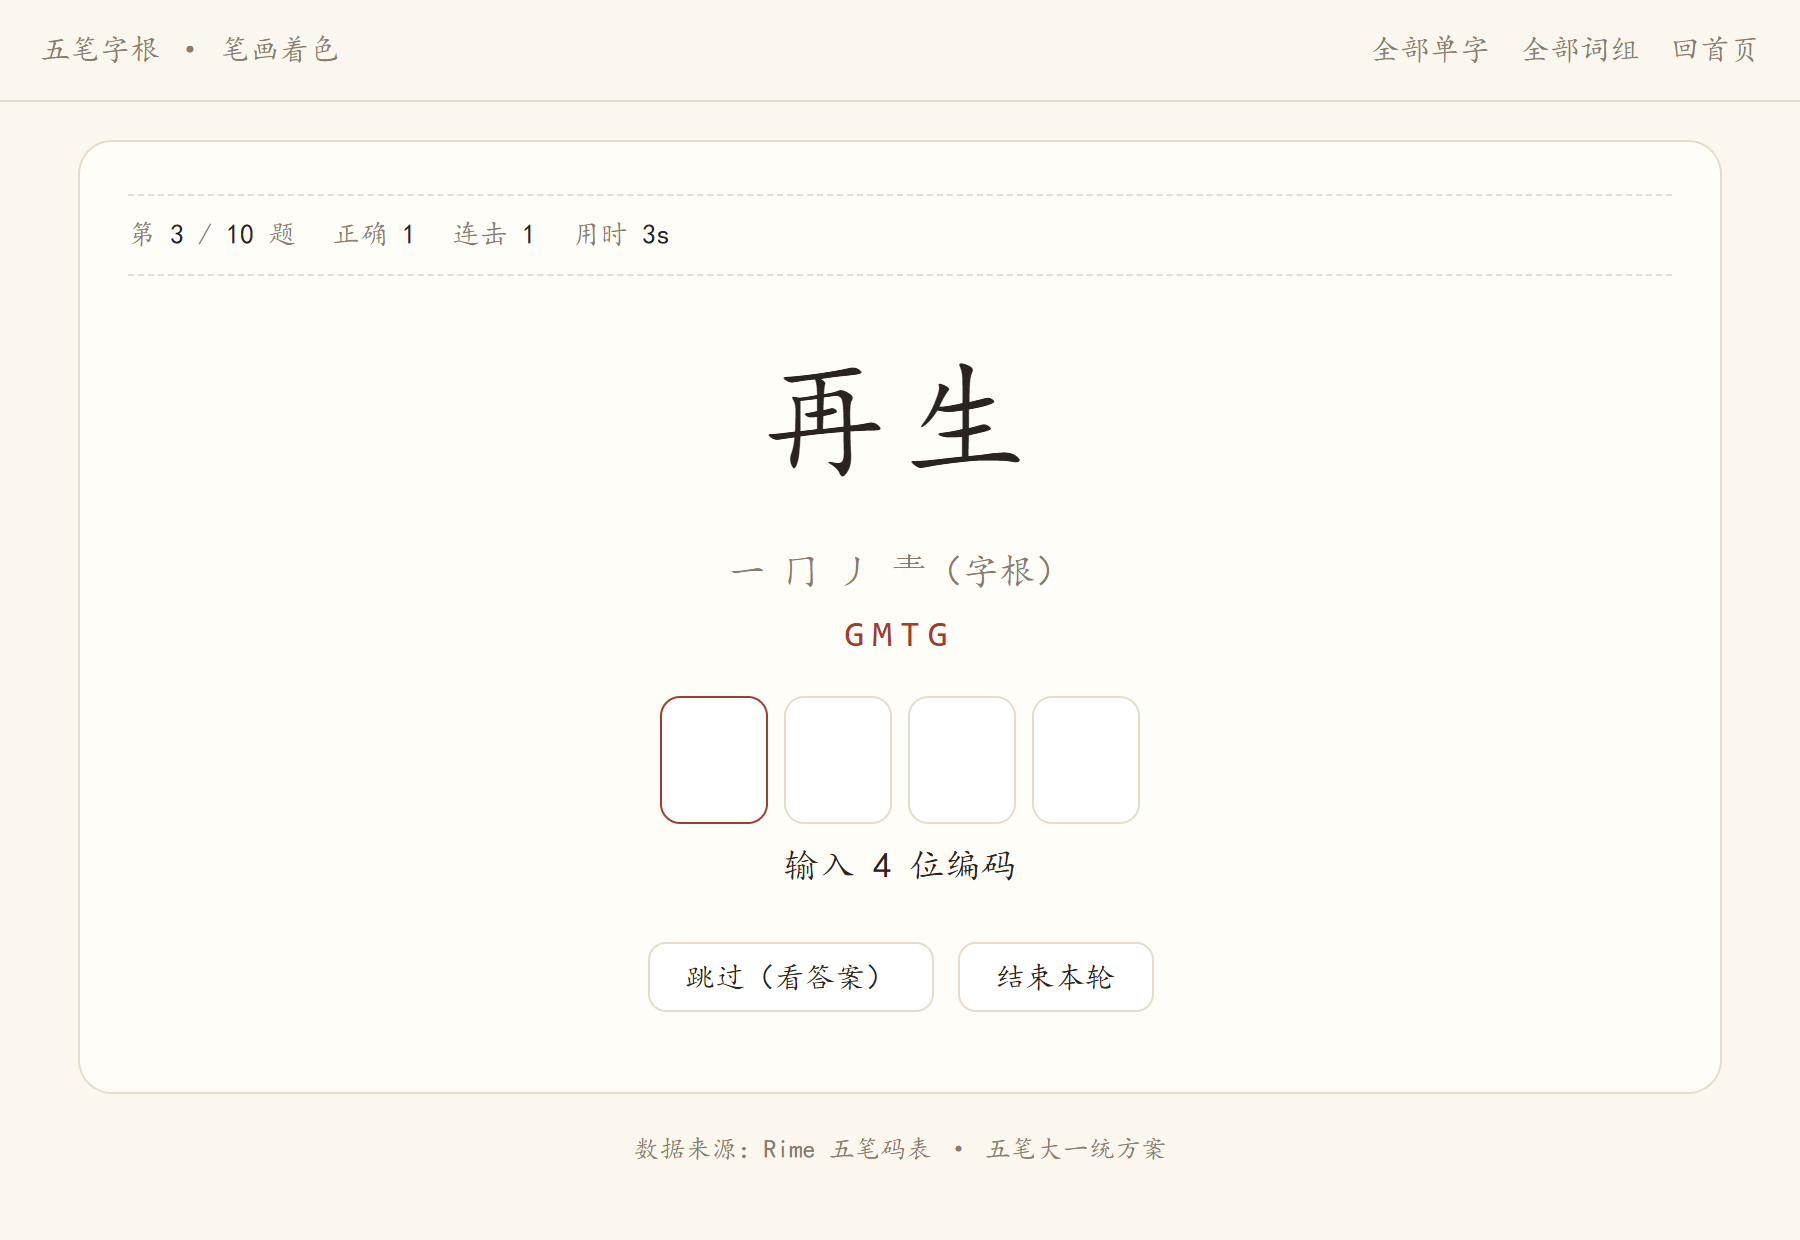 五笔字根 • 笔画着色
全部单字 全部词组 回首页
第 3 / 10 题 正确 1 连击 1 用时 3s
再生
一 冂 丿 龶（字根）
GMTG
输入 4 位编码
跳过（看答案）
结束本轮
数据来源：Rime 五笔码表 • 五笔大一统方案